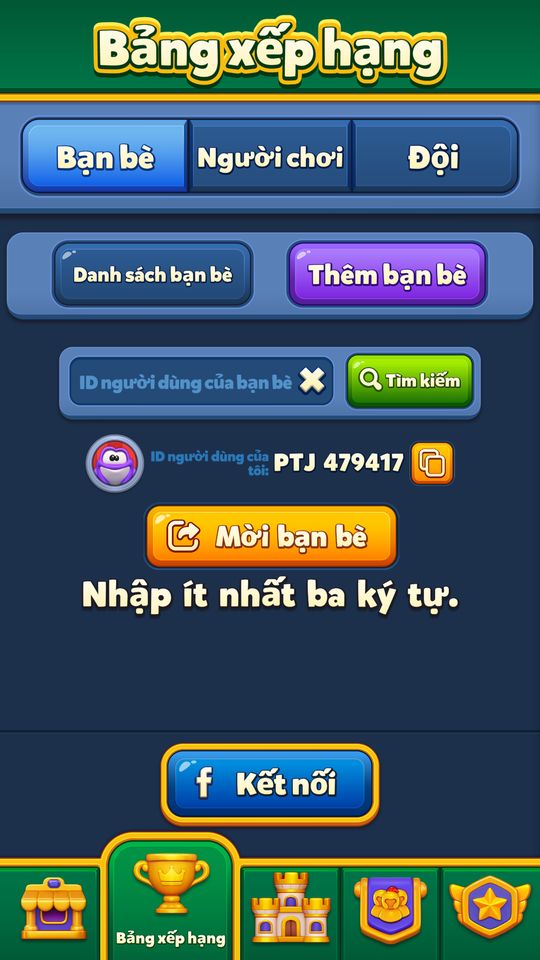 Bảng xếp hạng
Bạn bè
Người chơi
Đội
Danh sách bạn bè
Thêm bạn bè
ID người dùng của bạn bè
Tìm kiếm
ID người dùng của
tôi:
PTJ 479417
Mời bạn bè
Nhập ít nhất ba ký tự.
f Kết nối
Bảng xếp hạng